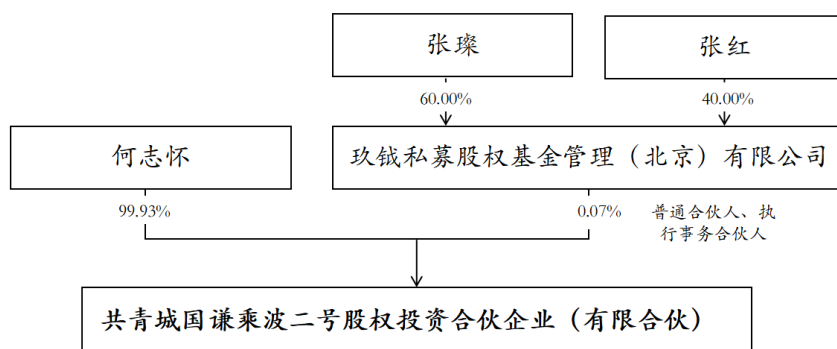 张璨
张红
60.00%
40.00%
何志怀
玖钺私募股权基金管理（北京）有限公司
99.93%
0.07%
普通合伙人、执
行事务合伙人
共青城国谦乘波二号股权投资合伙企业（有限合伙）